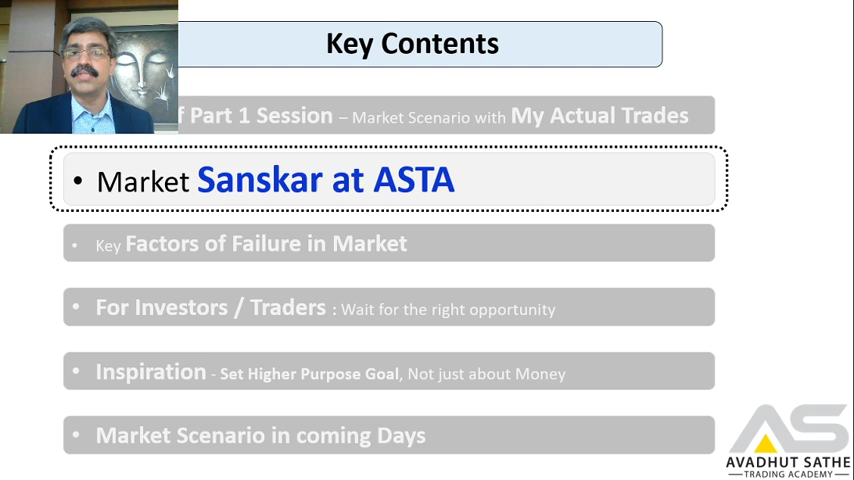 Key Contents
f Part 1 Session – Market Scenario with My Actual Trades
• Market Sanskar at ASTA
• Key Factors of Failure in Market
• For Investors / Traders : Wait for the right opportunity
• Inspiration - Set Higher Purpose Goal, Not just about Money
• Market Scenario in coming Days
AS
AVADHUT SATHE
TRADING ACADEMY